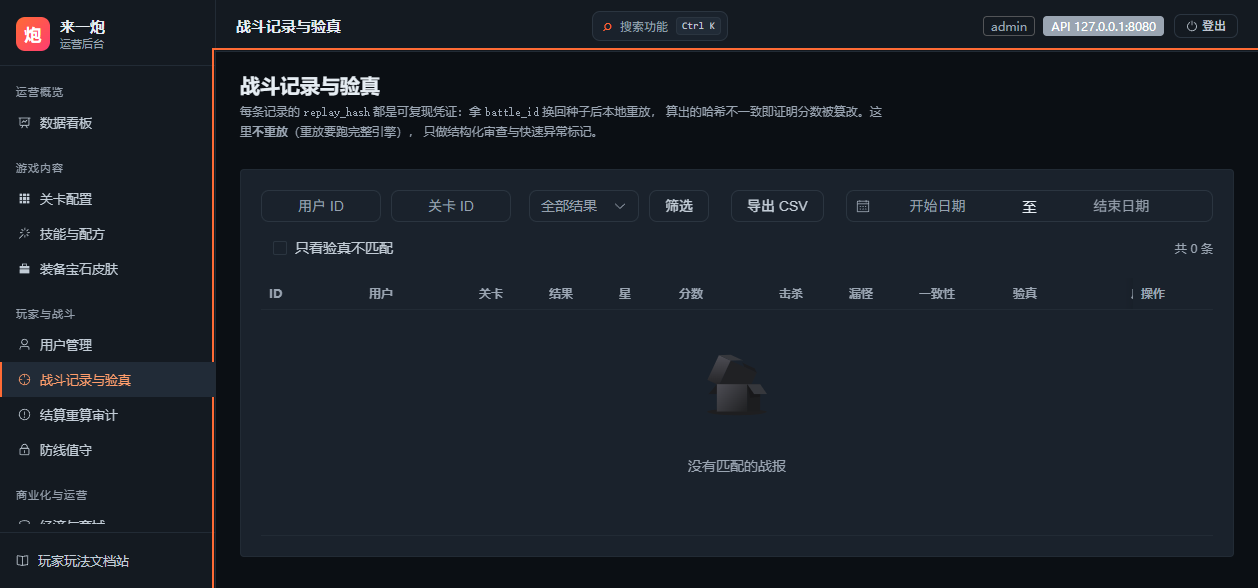 炮
来一炮
运营后台
战斗记录与验真
搜索功能 Ctrl K
admin
API 127.0.0.1:8080
登出
运营概览
数据看板
游戏内容
关卡配置
技能与配方
装备宝石皮肤
玩家与战斗
用户管理
战斗记录与验真
结算重算审计
防线值守
商业化与运营
经济与商城
玩家玩法文档站
战斗记录与验真
每条记录的 replay_hash 都是可复现凭证：拿 battle_id 换回种子后本地重放， 算出的哈希不一致即证明分数被篡改。这
里不重放（重放要跑完整引擎）， 只做结构化审查与快速异常标记。
用户 ID 关卡 ID 全部结果 筛选 导出 CSV 开始日期 至 结束日期
只看验真不匹配 共 0 条
ID 用户 关卡 结果 星 分数 击杀 漏怪 一致性 验真 ↓ 操作
没有匹配的战报